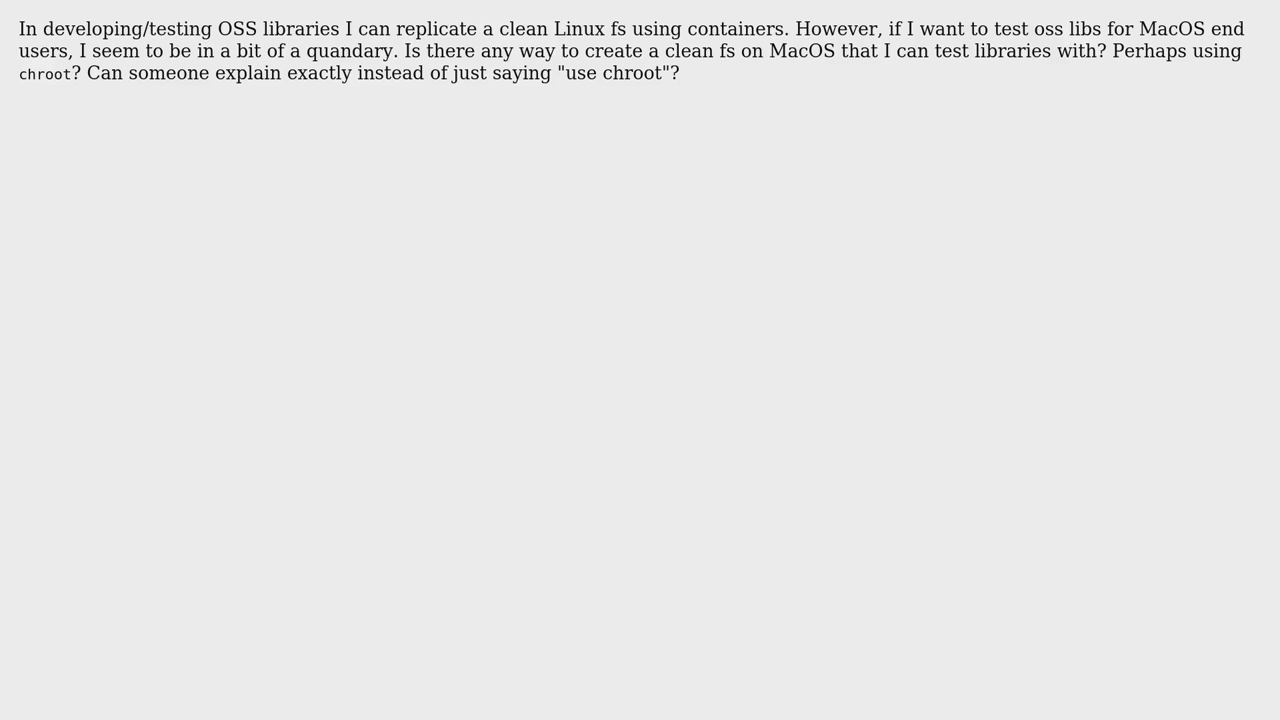 In developing/testing OSS libraries I can replicate a clean Linux fs using containers. However, if I want to test oss libs for MacOS end
users, I seem to be in a bit of a quandary. Is there any way to create a clean fs on MacOS that I can test libraries with? Perhaps using
chroot? Can someone explain exactly instead of just saying "use chroot"?